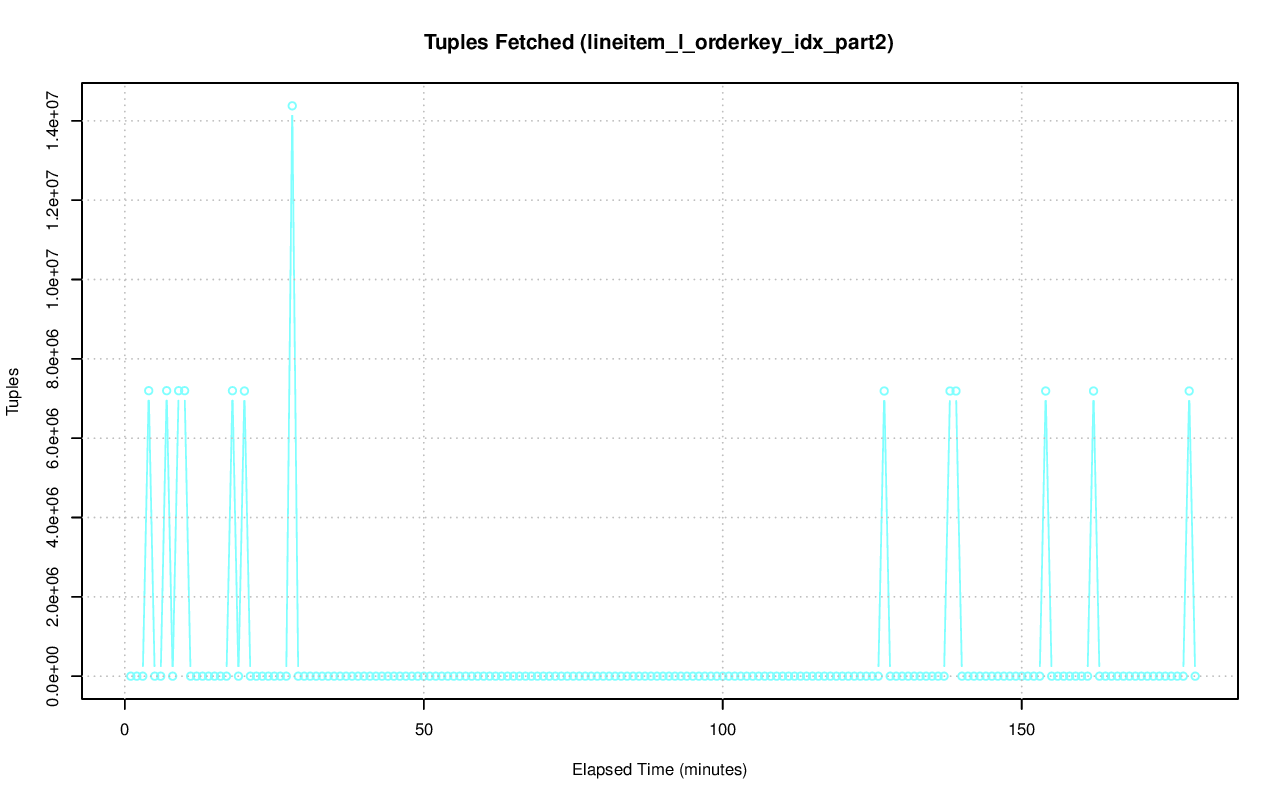 Tuples Fetched (lineitem_l_orderkey_idx_part2)
Tuples
1.4e+07
1.2e+07
1.0e+07
8.0e+06
6.0e+06
4.0e+06
2.0e+06
0.0e+00
0 50 100 150
Elapsed Time (minutes)